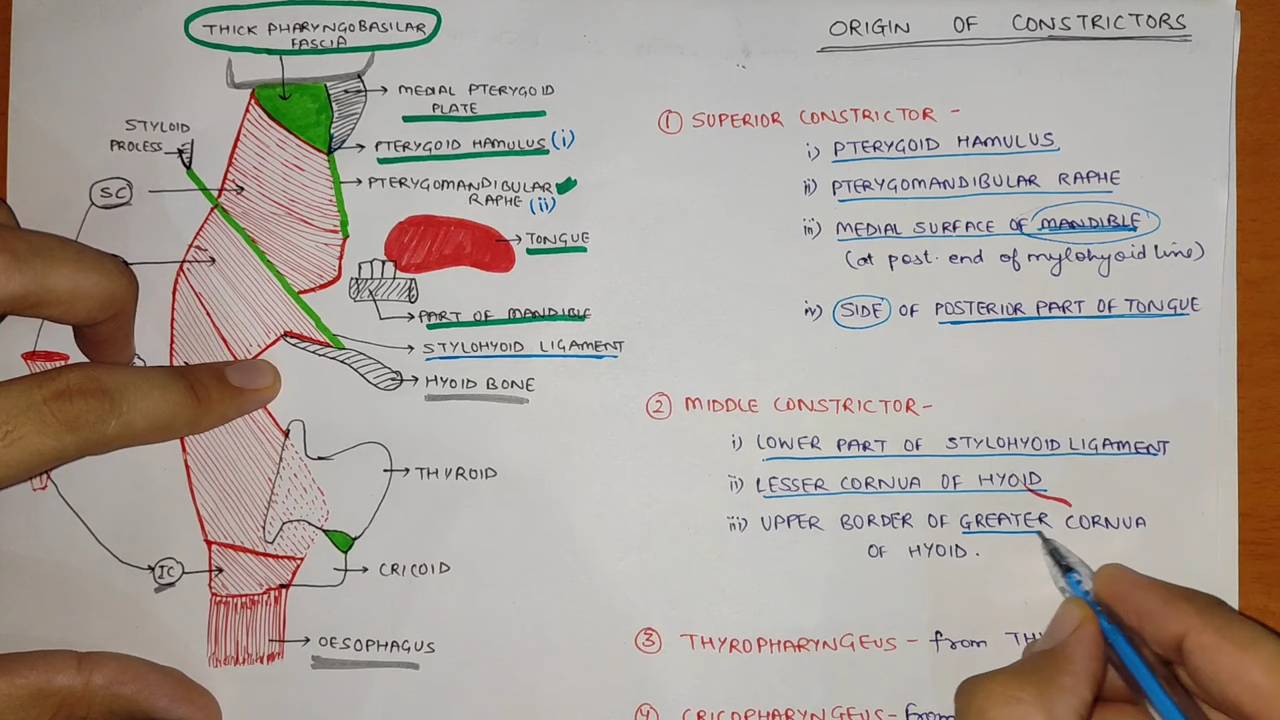 THICK PHARYNGOBASILAR
FASCIA
MEDIAL PTERYGOID
PLATE
STYLOID
PROCESS
PTERYGOID HAMULUS (i)
SC
PTERYGOMANDIBULAR
RAPHE (ii)
TONGUE
PART OF MANDIBLE
STYLOHYOID LIGAMENT
HYOID BONE
THYROID
IC
CRICOID
OESOPHAGUS
ORIGIN OF CONSTRICTORS
① SUPERIOR CONSTRICTOR -
i) PTERYGOID HAMULUS
ii) PTERYGOMANDIBULAR RAPHE
iii) MEDIAL SURFACE OF MANDIBLE
(at post. end of mylohyoid line)
iv) SIDE OF POSTERIOR PART OF TONGUE
② MIDDLE CONSTRICTOR-
i) LOWER PART OF STYLOHYOID LIGAMENT
ii) LESSER CORNUA OF HYOID
iii) UPPER BORDER OF GREATER CORNUA
OF HYOID.
③ THYROPHARYNGEUS - from
④ CRICOPHARYNGEUS- from